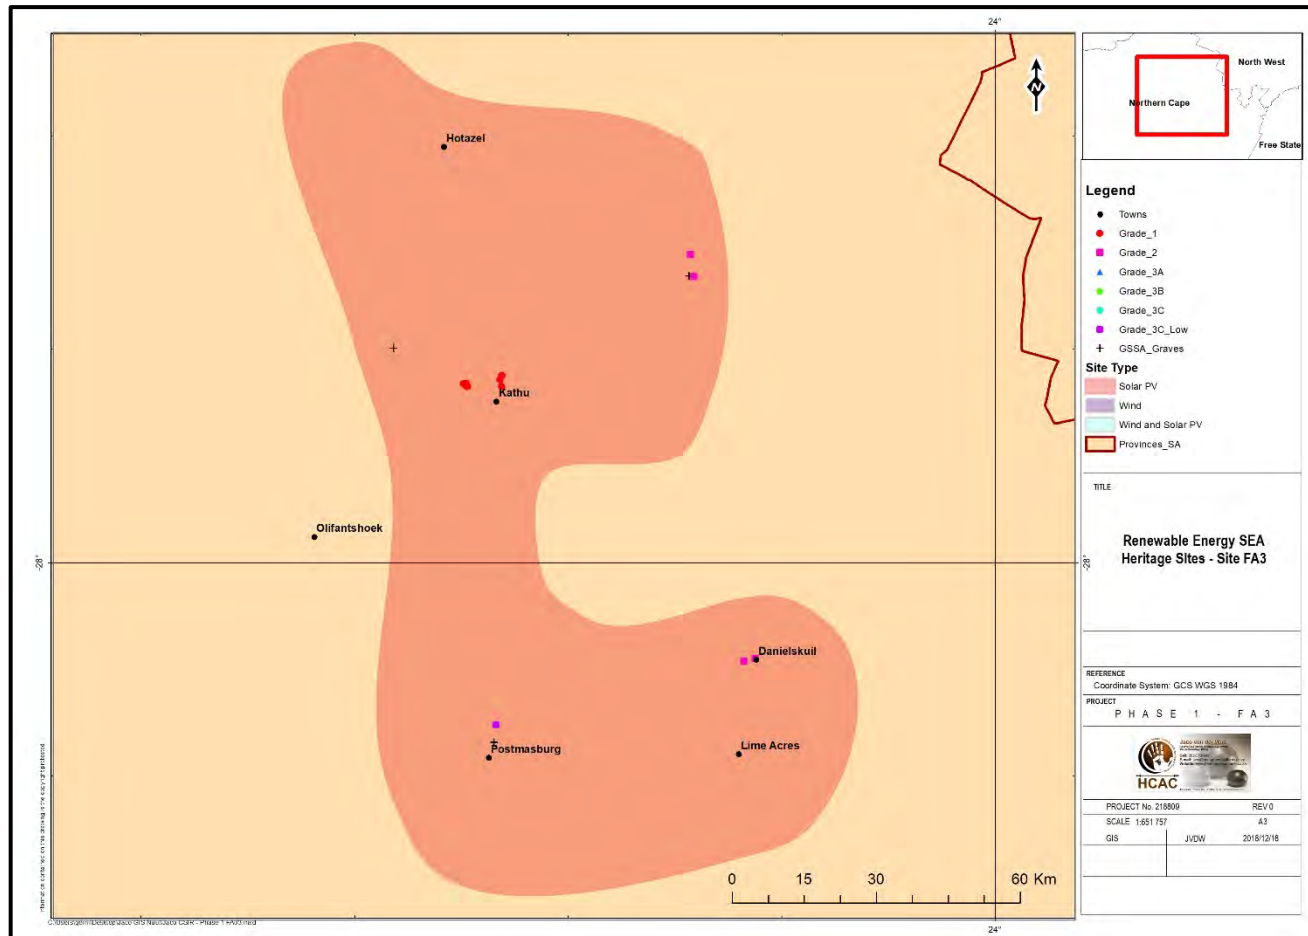 24°
Hotazel
Kathu
Olifantshoek
-28°
-28°
Danielskuil
Postmasburg
Lime Acres
0 15 30 60 Km
24°
North West
Northern Cape
Free State
Legend
Towns
Grade_1
Grade_2
Grade_3A
Grade_3B
Grade_3C
Grade_3C_Low
GSSA_Graves
Site Type
Solar PV
Wind
Wind and Solar PV
Provinces_SA
TITLE
Renewable Energy SEA
Heritage SItes - Site FA3
REFERENCE
Coordinate System: GCS WGS 1984
PROJECT
PHASE 1 - FA3
HCAC
PROJECT No. 218809 REV 0
SCALE 1:651 757 A3
GIS JVDW 2018/12/18